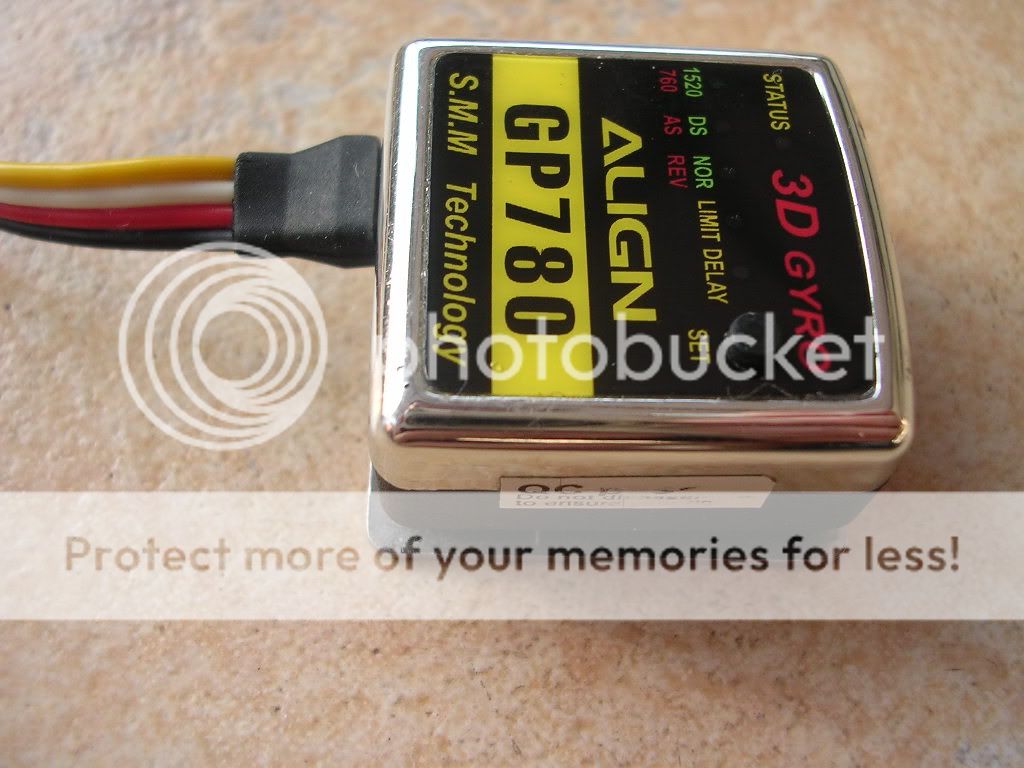 3D GYRO
STATUS
1520 DS NOR LIMIT DELAY SET
760 AS REV
ALIGN
GP780
S.M.M Technology
QC
Do not
to ensure
photobucket
Protect more of your memories for less!